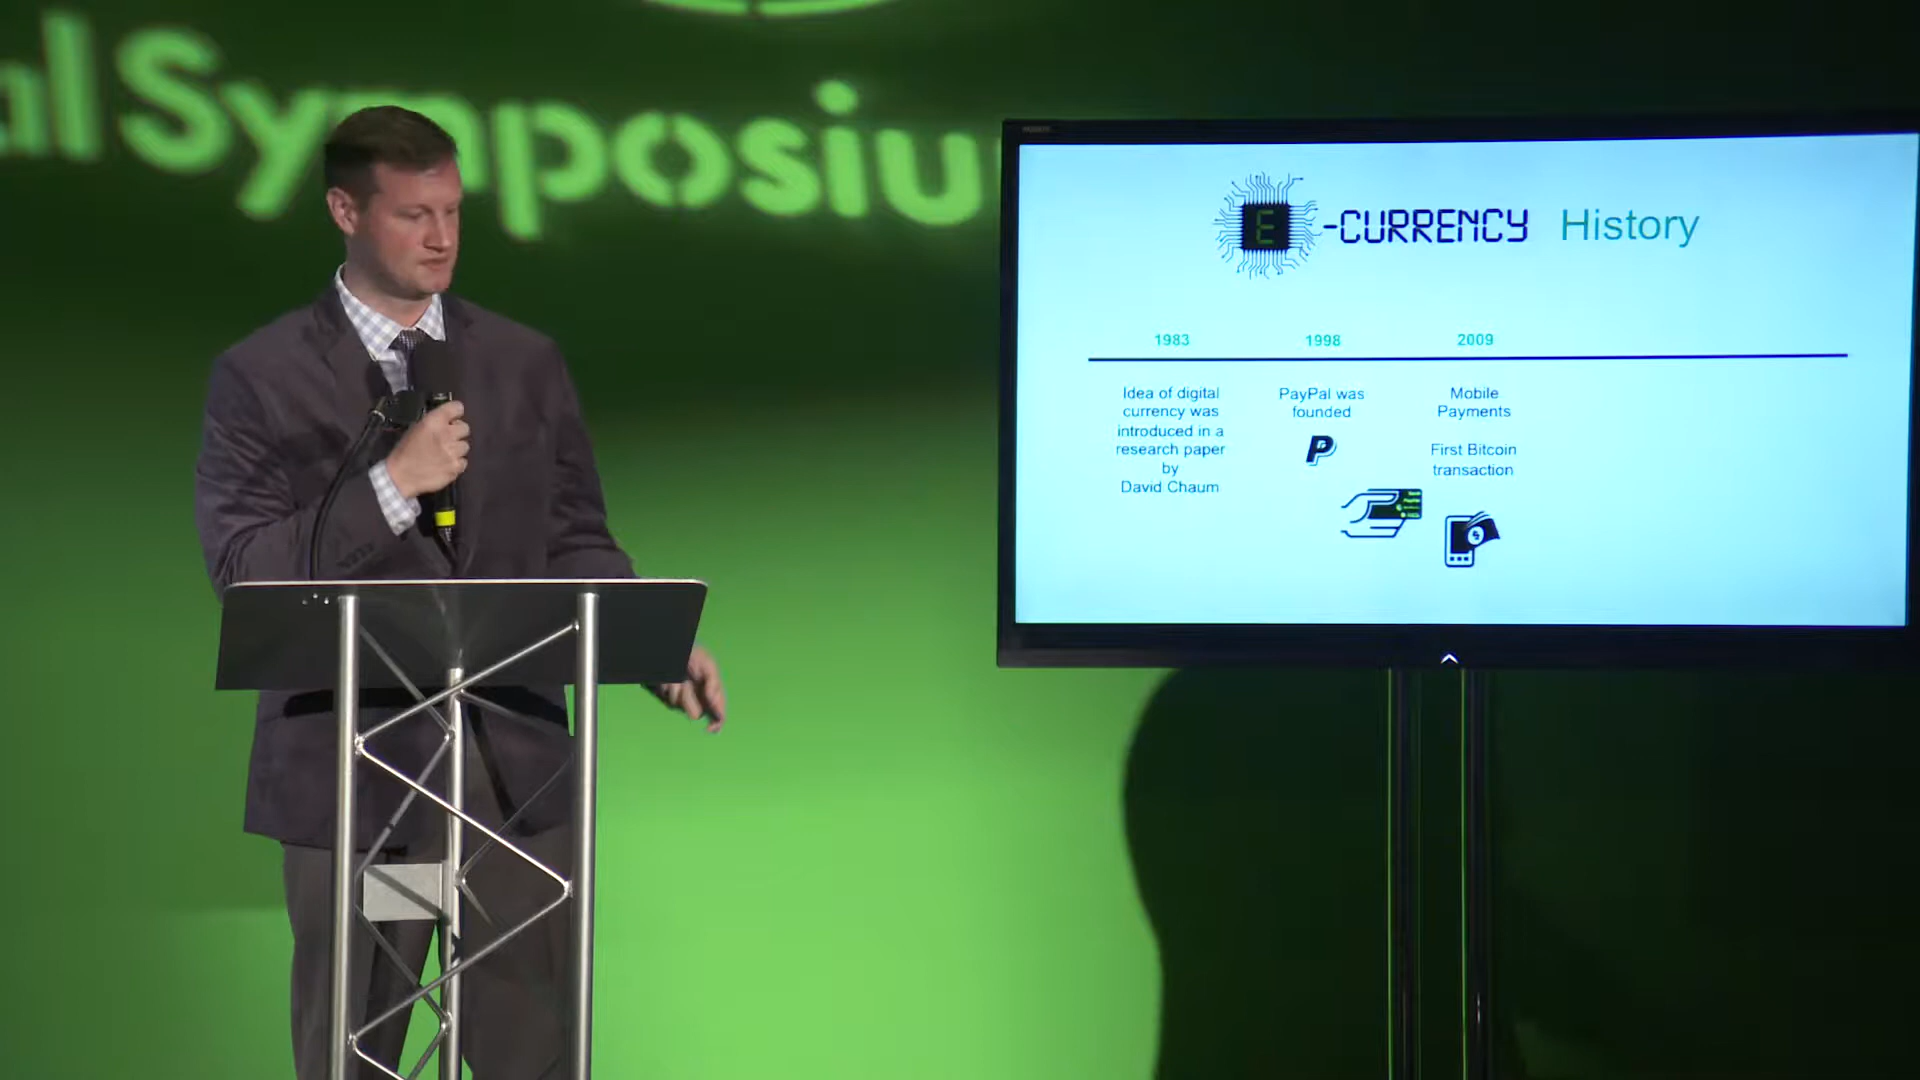 al Symposiu
E-CURRENCY History
1983
1998
2009
Idea of digital
currency was
introduced in a
research paper
by
David Chaum
PayPal was
founded
Mobile
Payments
First Bitcoin
transaction